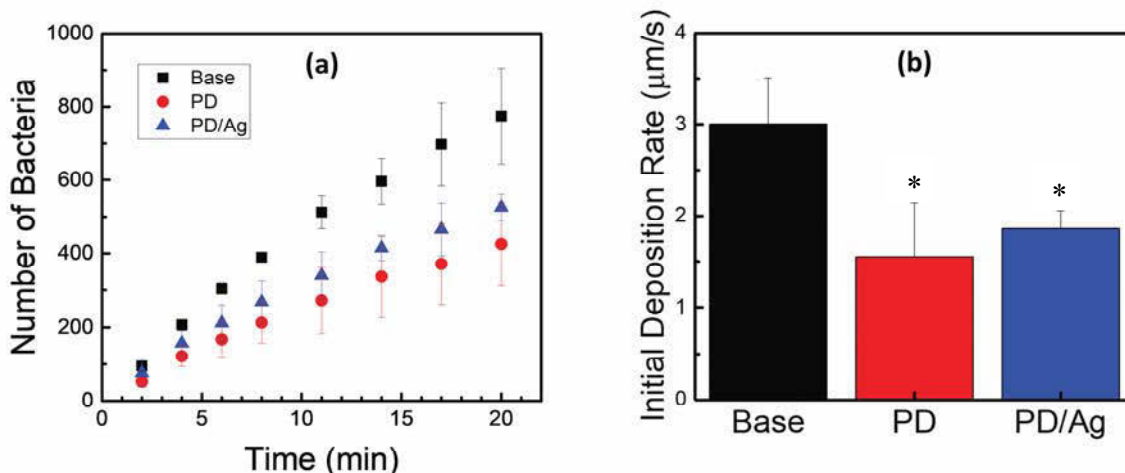 (a)
Base
PD
PD/Ag
Number of Bacteria
1000
800
600
400
200
0
0 5 10 15 20
Time (min)
(b)
Initial Deposition Rate (μm/s)
4
3
2
1
0
* *
Base PD PD/Ag